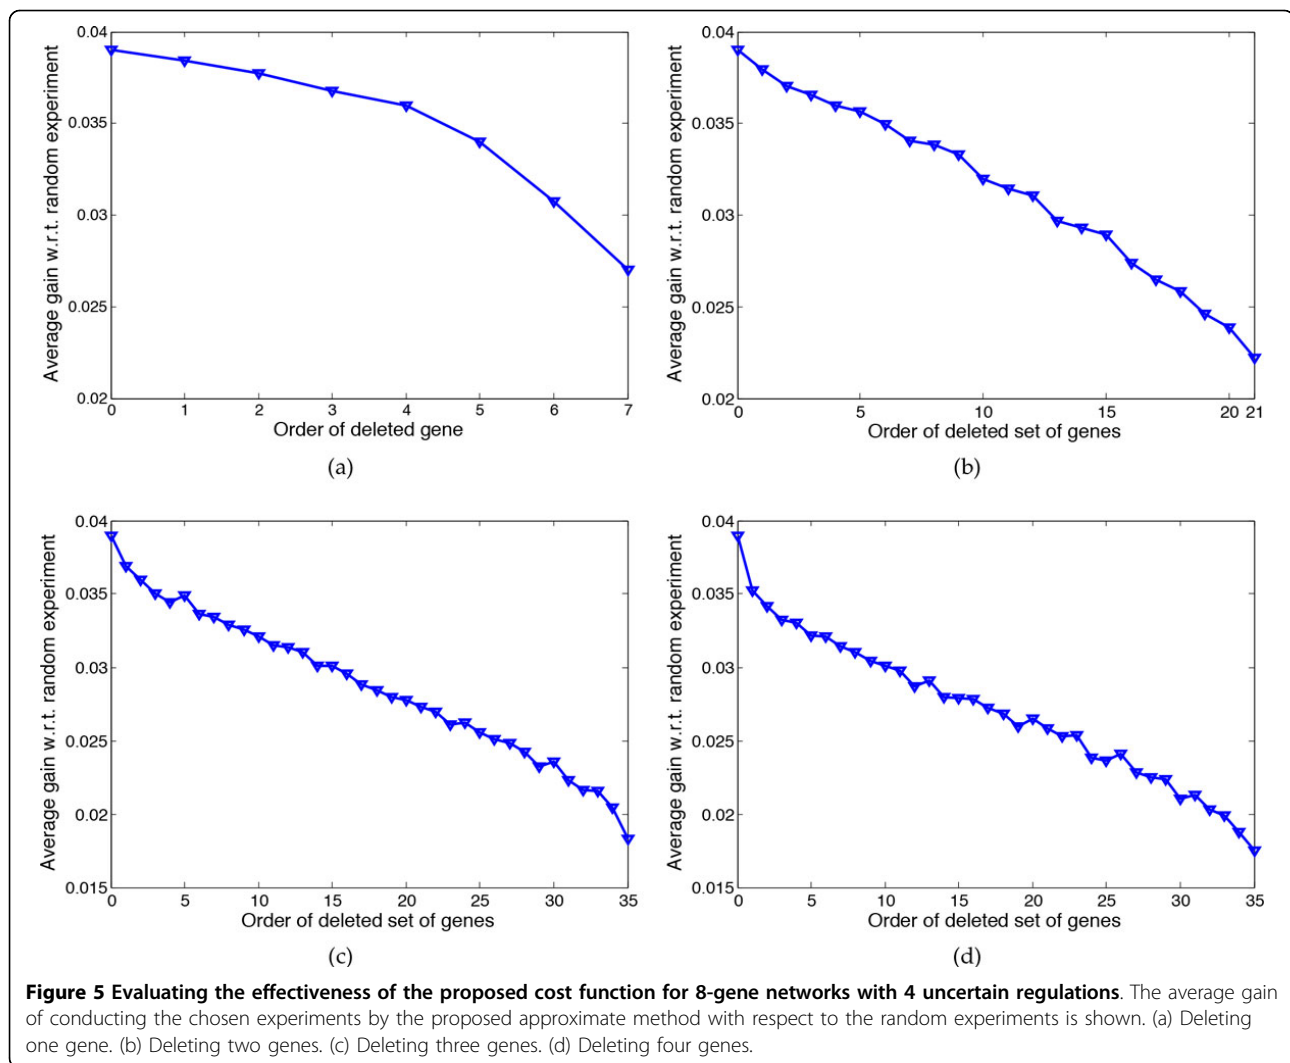 0.04
0.035
0.03
0.025
0.02
Average gain w.r.t. random experiment
0 1 2 3 4 5 6 7
Order of deleted gene
(a)
0.04
0.035
0.03
0.025
0.02
Average gain w.r.t. random experiment
0 5 10 15 20 21
Order of deleted set of genes
(b)
0.04
0.035
0.03
0.025
0.02
0.015
Average gain w.r.t. random experiment
0 5 10 15 20 25 30 35
Order of deleted set of genes
(c)
0.04
0.035
0.03
0.025
0.02
0.015
Average gain w.r.t. random experiment
0 5 10 15 20 25 30 35
Order of deleted set of genes
(d)
Figure 5 Evaluating the effectiveness of the proposed cost function for 8-gene networks with 4 uncertain regulations. The average gain
of conducting the chosen experiments by the proposed approximate method with respect to the random experiments is shown. (a) Deleting
one gene. (b) Deleting two genes. (c) Deleting three genes. (d) Deleting four genes.